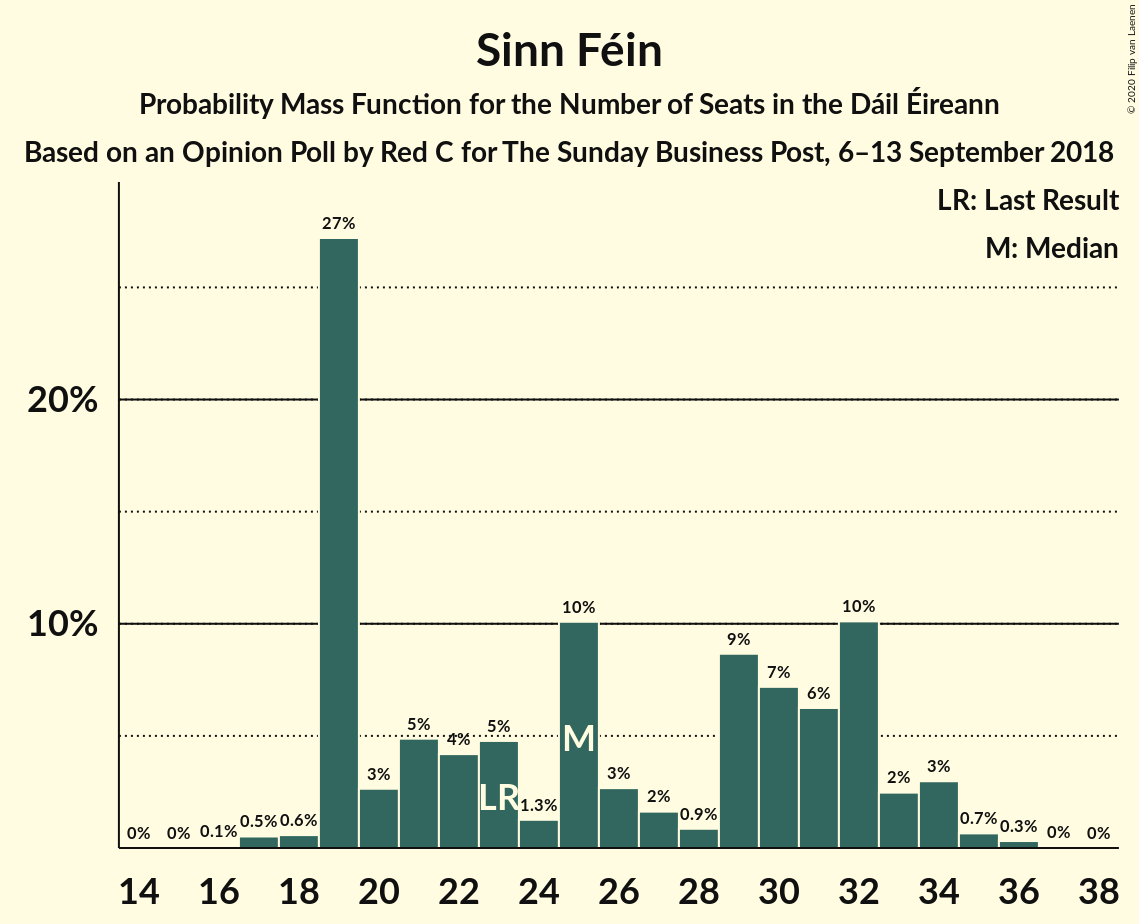 © 2020 Filip van Laenen
Sinn Féin
Probability Mass Function for the Number of Seats in the Dáil Éireann
Based on an Opinion Poll by Red C for The Sunday Business Post, 6–13 September 2018
LR: Last Result
M: Median
20%
10%
0% 0% 0.1% 0.5% 0.6% 27% 3% 5% 4% 5% 1.3% 10% 3% 2% 0.9% 9% 7% 6% 10% 2% 3% 0.7% 0.3% 0% 0%
LR M
14 16 18 20 22 24 26 28 30 32 34 36 38